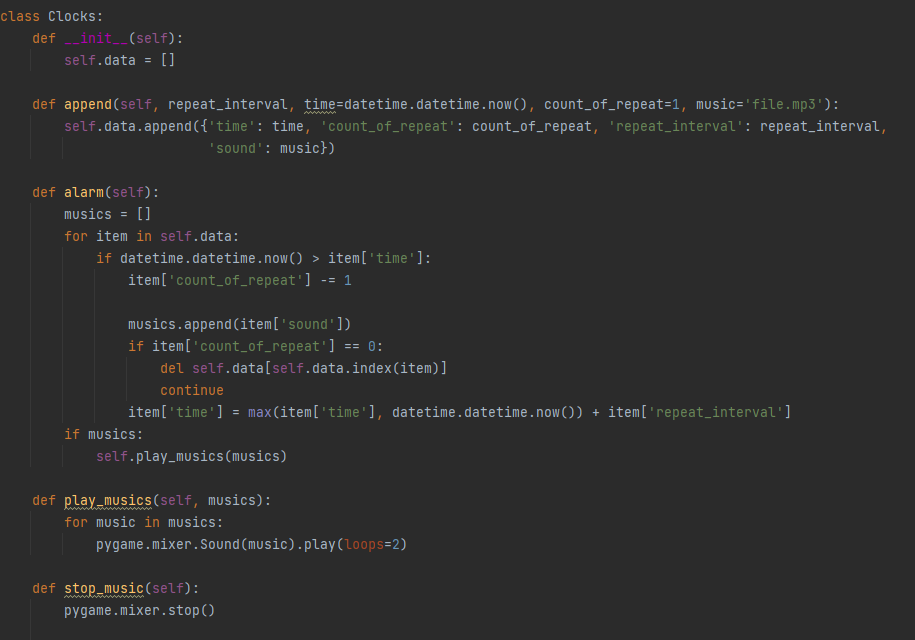 class Clocks:
    def __init__(self):
        self.data = []

    def append(self, repeat_interval, time=datetime.datetime.now(), count_of_repeat=1, music='file.mp3'):
        self.data.append({'time': time, 'count_of_repeat': count_of_repeat, 'repeat_interval': repeat_interval,
                          'sound': music})

    def alarm(self):
        musics = []
        for item in self.data:
            if datetime.datetime.now() > item['time']:
                item['count_of_repeat'] -= 1

                musics.append(item['sound'])
                if item['count_of_repeat'] == 0:
                    del self.data[self.data.index(item)]
                    continue
                item['time'] = max(item['time'], datetime.datetime.now()) + item['repeat_interval']
        if musics:
            self.play_musics(musics)

    def play_musics(self, musics):
        for music in musics:
            pygame.mixer.Sound(music).play(loops=2)

    def stop_music(self):
        pygame.mixer.stop()